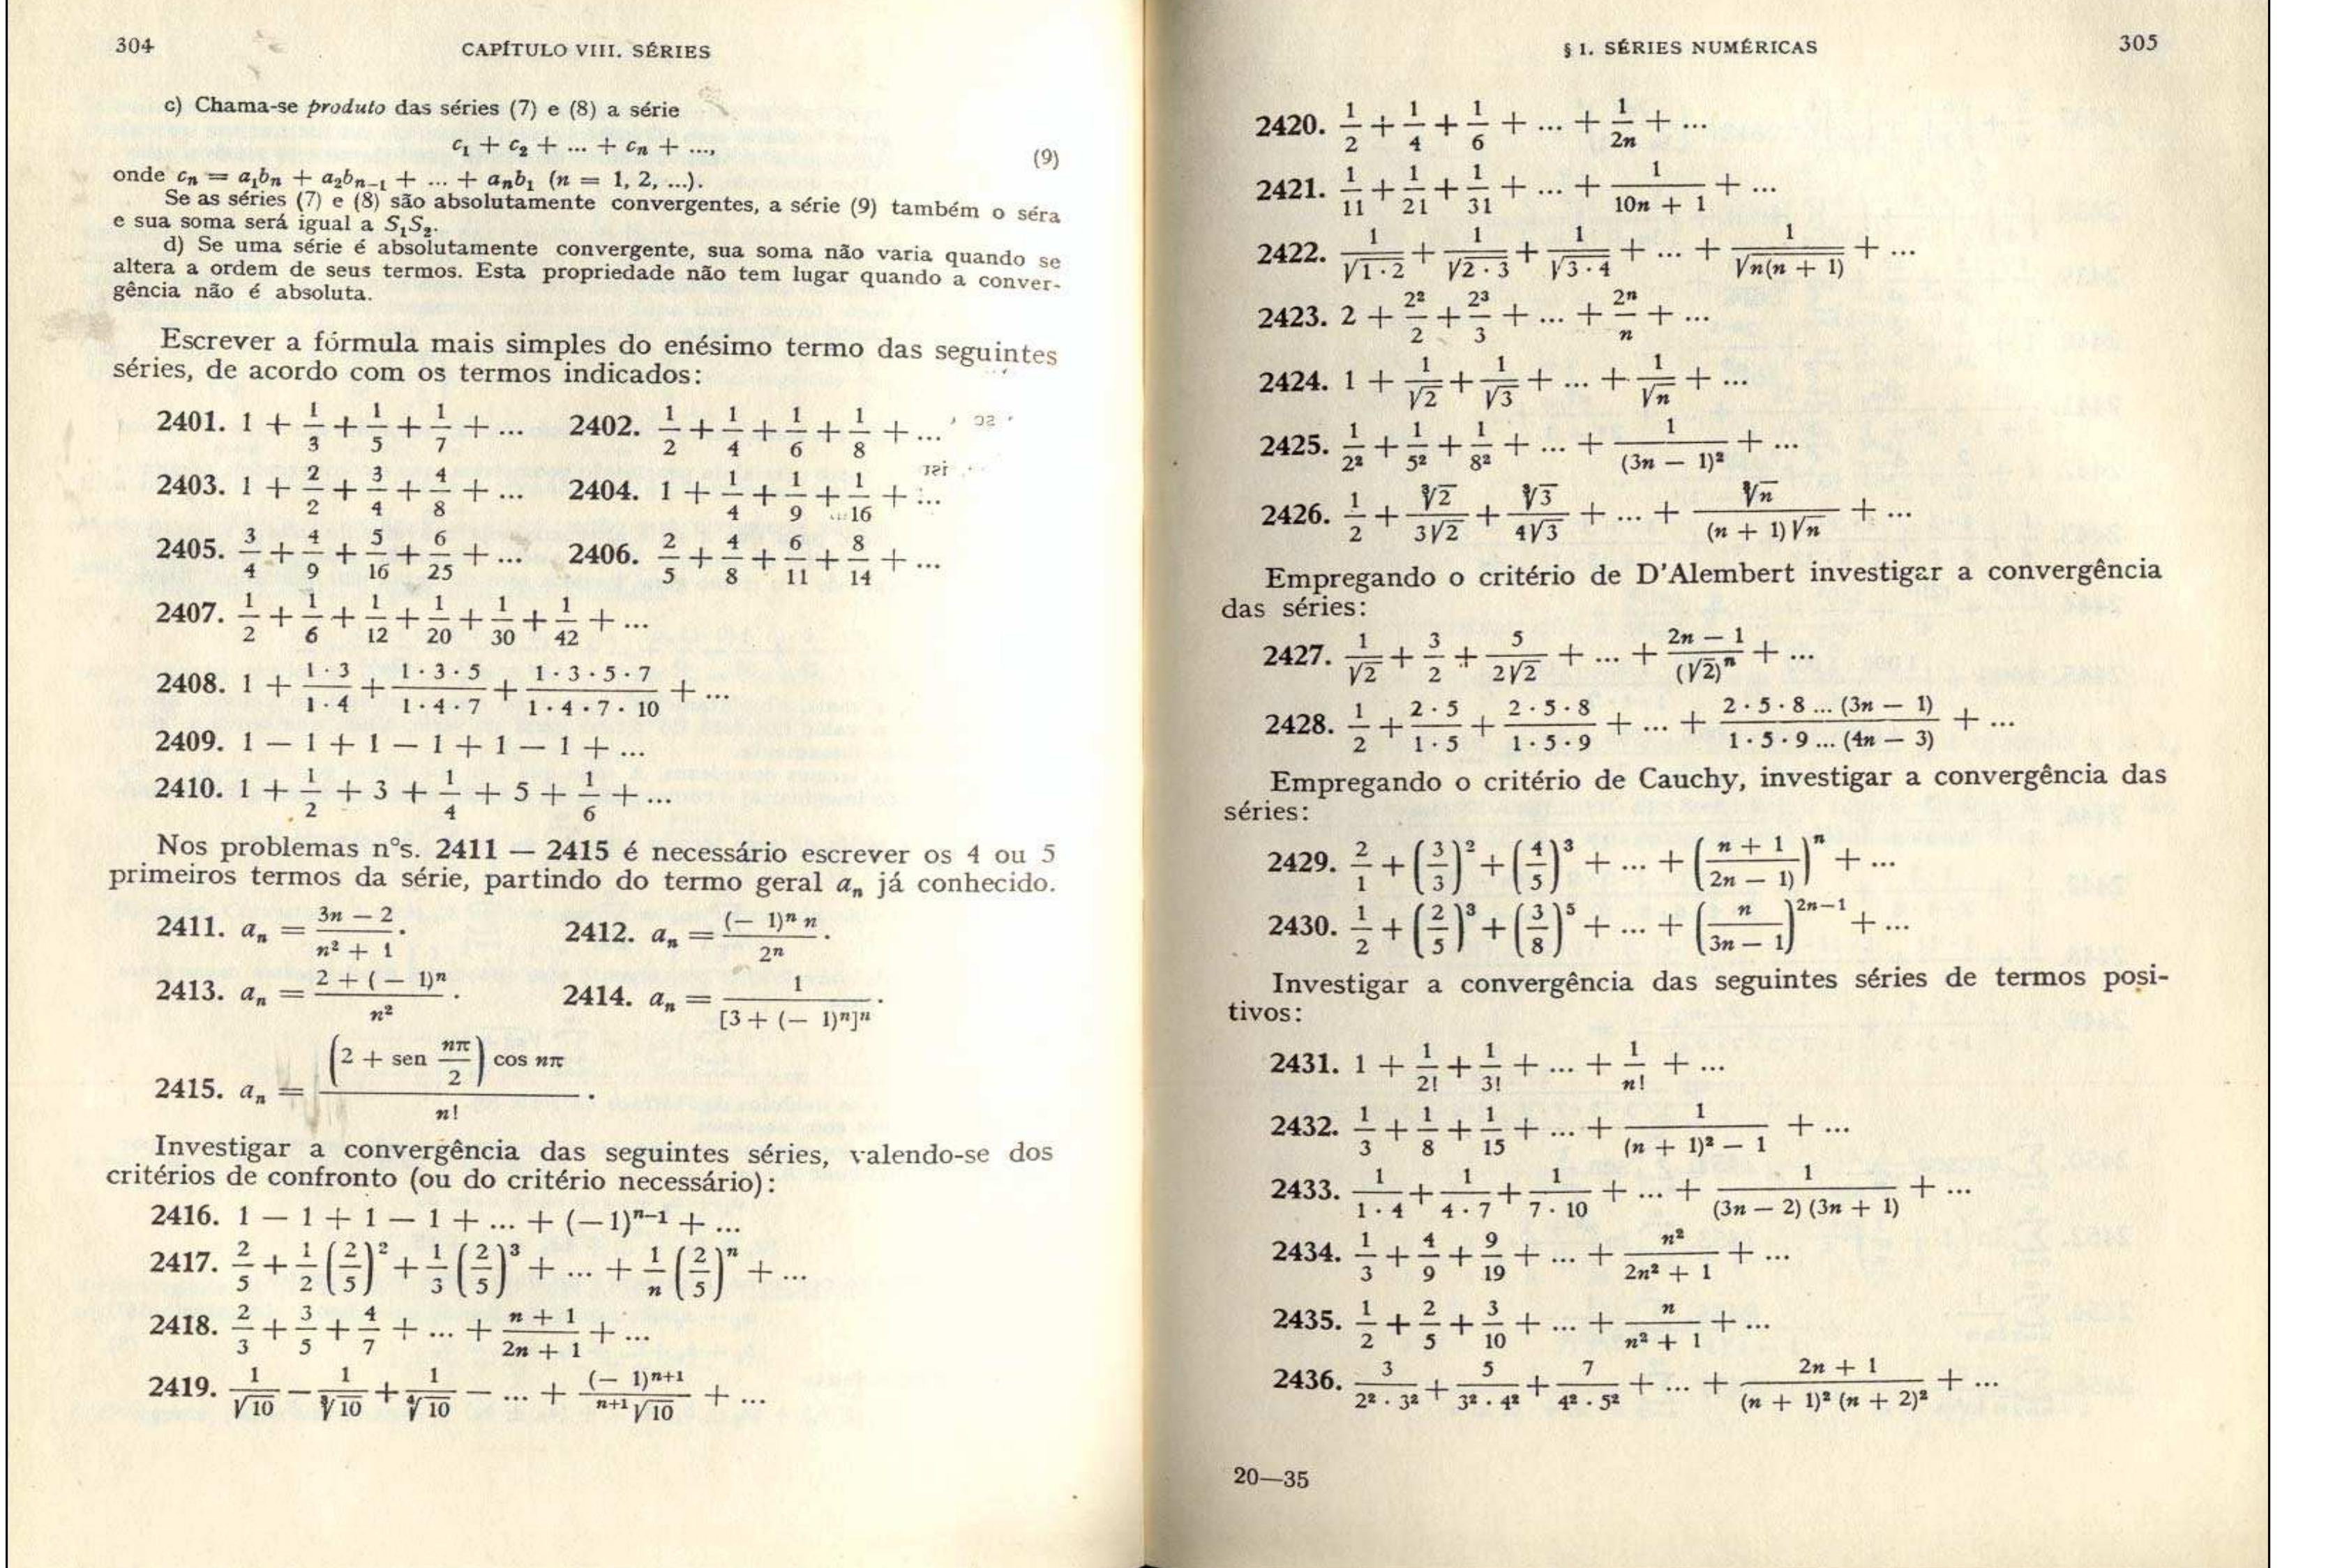 304
CAPÍTULO VIII. SÉRIES
c) Chama-se produto das séries (7) e (8) a série
c₁ + c₂ + ... + cₙ + ..., (9)
onde cₙ = a₁bₙ + a₂bₙ₋₁ + ... + aₙb₁ (n = 1, 2, ...).
Se as séries (7) e (8) são absolutamente convergentes, a série (9) também o séra
e sua soma será igual a S₁S₂.
d) Se uma série é absolutamente convergente, sua soma não varia quando se
altera a ordem de seus termos. Esta propriedade não tem lugar quando a conver-
gência não é absoluta.
Escrever a fórmula mais simples do enésimo termo das seguintes
séries, de acordo com os termos indicados:
2401. 1 + 1/3 + 1/5 + 1/7 + ... 2402. 1/2 + 1/4 + 1/6 + 1/8 + ...
2403. 1 + 2/2 + 3/4 + 4/8 + ... 2404. 1 + 1/4 + 1/9 + 1/16 + ...
2405. 3/4 + 4/9 + 5/16 + 6/25 + ... 2406. 2/5 + 4/8 + 6/11 + 8/14 + ...
2407. 1/2 + 1/6 + 1/12 + 1/20 + 1/30 + 1/42 + ...
2408. 1 + (1 · 3)/(1 · 4) + (1 · 3 · 5)/(1 · 4 · 7) + (1 · 3 · 5 · 7)/(1 · 4 · 7 · 10) + ...
2409. 1 − 1 + 1 − 1 + 1 − 1 + ...
2410. 1 + 1/2 + 3 + 1/4 + 5 + 1/6 + ...
Nos problemas n°s. 2411 — 2415 é necessário escrever os 4 ou 5
primeiros termos da série, partindo do termo geral aₙ já conhecido.
2411. aₙ = (3n − 2)/(n² + 1). 2412. aₙ = (− 1)ⁿ n/2n.
2413. aₙ = (2 + (− 1)ⁿ)/n². 2414. aₙ = 1/[3 + (− 1)ⁿ]ⁿ.
2415. aₙ = (2 + sen nπ/2) cos nπ / n!.
Investigar a convergência das seguintes séries, valendo-se dos
critérios de confronto (ou do critério necessário):
2416. 1 − 1 + 1 − 1 + ... + (−1)ⁿ⁻¹ + ...
2417. 2/5 + 1/2 (2/5)² + 1/3 (2/5)³ + ... + 1/n (2/5)ⁿ + ...
2418. 2/3 + 3/5 + 4/7 + ... + (n + 1)/(2n + 1) + ...
2419. 1/√10 − 1/∛10 + 1/∜10 − ... + (− 1)ⁿ⁺¹/ⁿ⁺¹√10 + ...
§ 1. SÉRIES NUMÉRICAS
305
2420. 1/2 + 1/4 + 1/6 + ... + 1/2n + ...
2421. 1/11 + 1/21 + 1/31 + ... + 1/(10n + 1) + ...
2422. 1/√(1 · 2) + 1/√(2 · 3) + 1/√(3 · 4) + ... + 1/√(n(n + 1)) + ...
2423. 2 + 2²/2 + 2³/3 + ... + 2ⁿ/n + ...
2424. 1 + 1/√2 + 1/√3 + ... + 1/√n + ...
2425. 1/2² + 1/5² + 1/8² + ... + 1/(3n − 1)² + ...
2426. 1/2 + ∛2/(3√2) + ∛3/(4√3) + ... + ∛n/((n + 1)√n) + ...
Empregando o critério de D'Alembert investigar a convergência
das séries:
2427. 1/√2 + 3/2 + 5/(2√2) + ... + (2n − 1)/(√2)ⁿ + ...
2428. 1/2 + (2 · 5)/(1 · 5) + (2 · 5 · 8)/(1 · 5 · 9) + ... + (2 · 5 · 8 ... (3n − 1))/(1 · 5 · 9 ... (4n − 3)) + ...
Empregando o critério de Cauchy, investigar a convergência das
séries:
2429. 2/1 + (3/3)² + (4/5)³ + ... + ((n + 1)/(2n − 1))ⁿ + ...
2430. 1/2 + (2/5)³ + (3/8)⁵ + ... + (n/(3n − 1))²ⁿ⁻¹ + ...
Investigar a convergência das seguintes séries de termos posi-
tivos:
2431. 1 + 1/2! + 1/3! + ... + 1/n! + ...
2432. 1/3 + 1/8 + 1/15 + ... + 1/((n + 1)² − 1) + ...
2433. 1/(1 · 4) + 1/(4 · 7) + 1/(7 · 10) + ... + 1/((3n − 2) (3n + 1)) + ...
2434. 1/3 + 4/9 + 9/19 + ... + n²/(2n² + 1) + ...
2435. 1/2 + 2/5 + 3/10 + ... + n/(n² + 1) + ...
2436. 3/(2² · 3²) + 5/(3² · 4²) + 7/(4² · 5²) + ... + (2n + 1)/((n + 1)² (n + 2)²) + ...
20—35